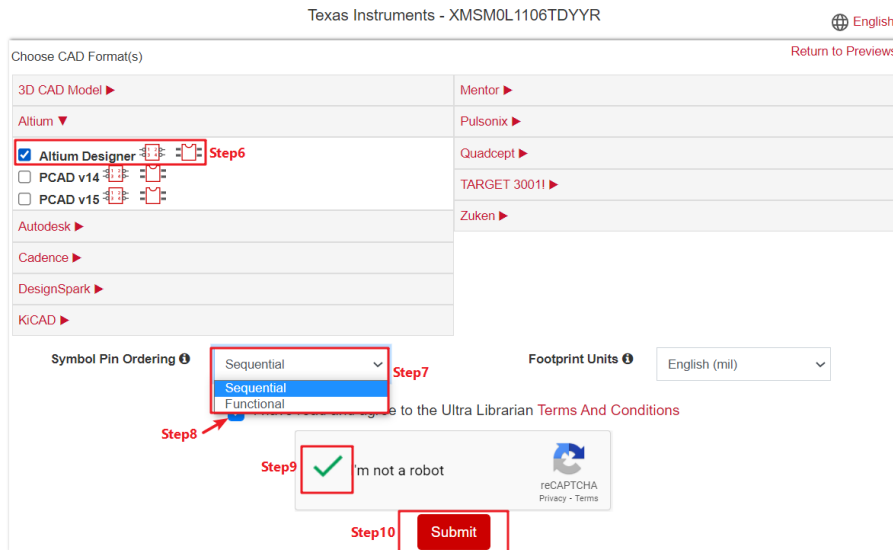 Texas Instruments - XMSM0L1106TDYYR
English
Return to Previews
Choose CAD Format(s)
3D CAD Model ▶
Altium ▼
Altium Designer
Step6
PCAD v14
PCAD v15
Autodesk ▶
Cadence ▶
DesignSpark ▶
KiCAD ▶
Mentor ▶
Pulsonix ▶
Quadcept ▶
TARGET 3001! ▶
Zuken ▶
Symbol Pin Ordering
Sequential
Step7
Sequential
Functional
Footprint Units
English (mil)
and agree to the Ultra Librarian Terms And Conditions
Step8
Step9
I'm not a robot
reCAPTCHA
Privacy - Terms
Step10
Submit